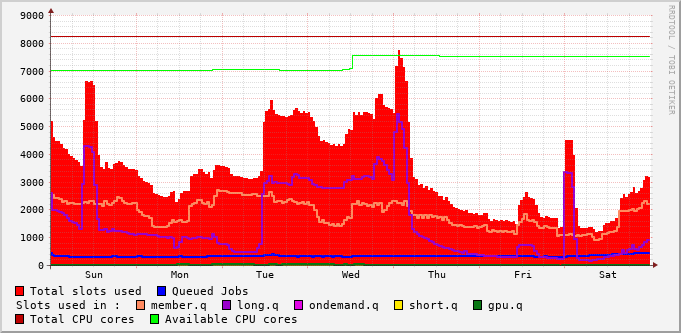 RRDTOOL / TOBI OETIKER
9000
8000
7000
6000
5000
4000
3000
2000
1000
0
Sun Mon Tue Wed Thu Fri Sat
Total slots used Queued Jobs
Slots used in : member.q long.q ondemand.q short.q gpu.q
Total CPU cores Available CPU cores